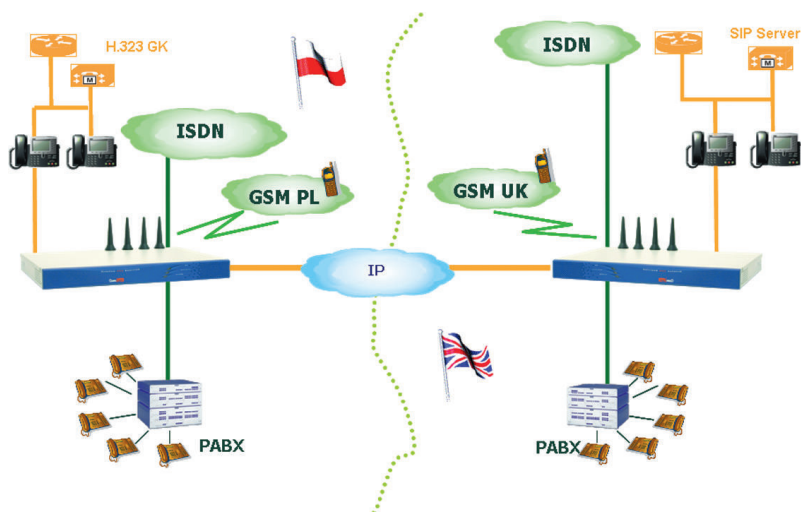 H.323 GK
ISDN
SIP Server
ISDN
GSM PL
GSM UK
IP
PABX
PABX
M
M